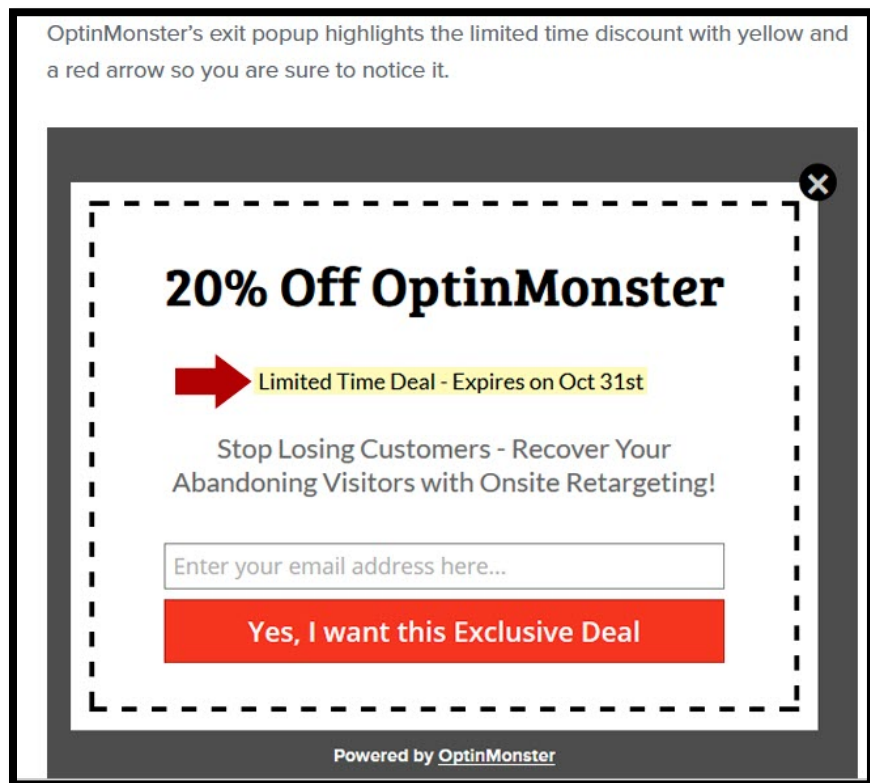 OptinMonster’s exit popup highlights the limited time discount with yellow and
a red arrow so you are sure to notice it.
20% Off OptinMonster
Limited Time Deal - Expires on Oct 31st
Stop Losing Customers - Recover Your
Abandoning Visitors with Onsite Retargeting!
Enter your email address here...
Yes, I want this Exclusive Deal
Powered by OptinMonster